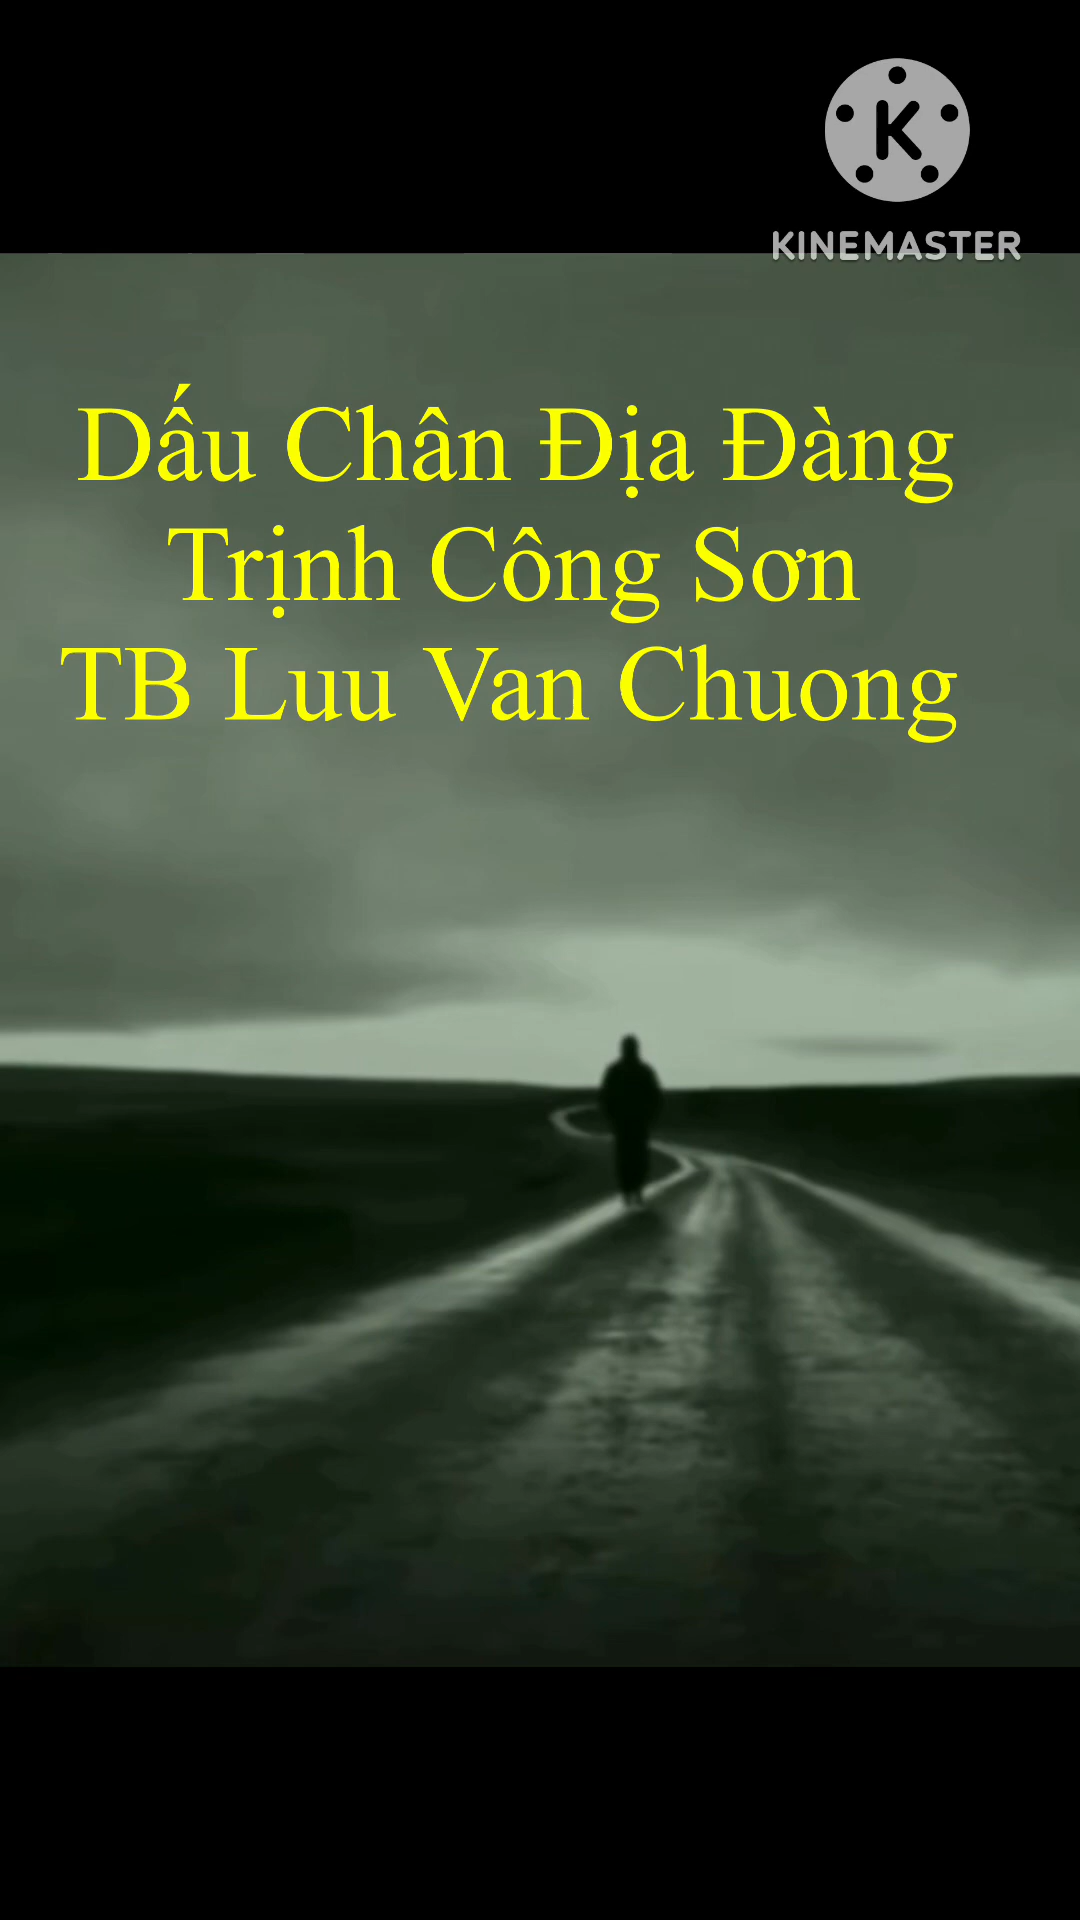 KINEMASTER
Dấu Chân Địa Đàng
Trịnh Công Sơn
TB Luu Van Chuong